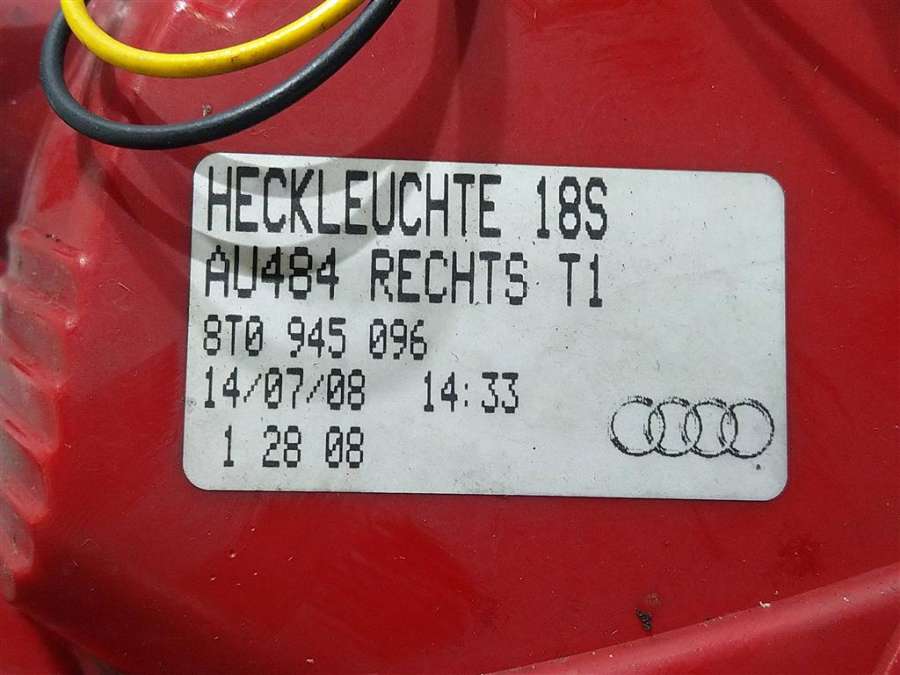 HECKLEUCHTE 18S
AU484 RECHTS T1
8T0 945 096
14/07/08 14:33
1 28 08